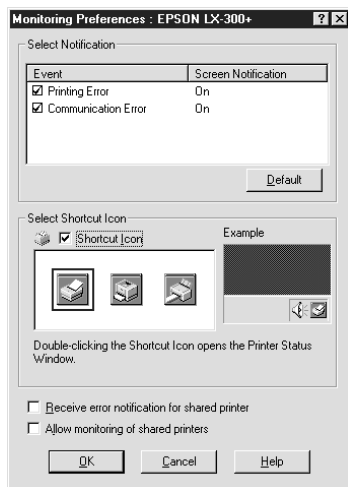 Monitoring Preferences : EPSON LX-300+
Select Notification
Event Screen Notification
Printing Error On
Communication Error On
Default
Select Shortcut Icon
Shortcut Icon
Example
Double-clicking the Shortcut Icon opens the Printer Status
Window.
Receive error notification for shared printer
Allow monitoring of shared printers
OK Cancel Help